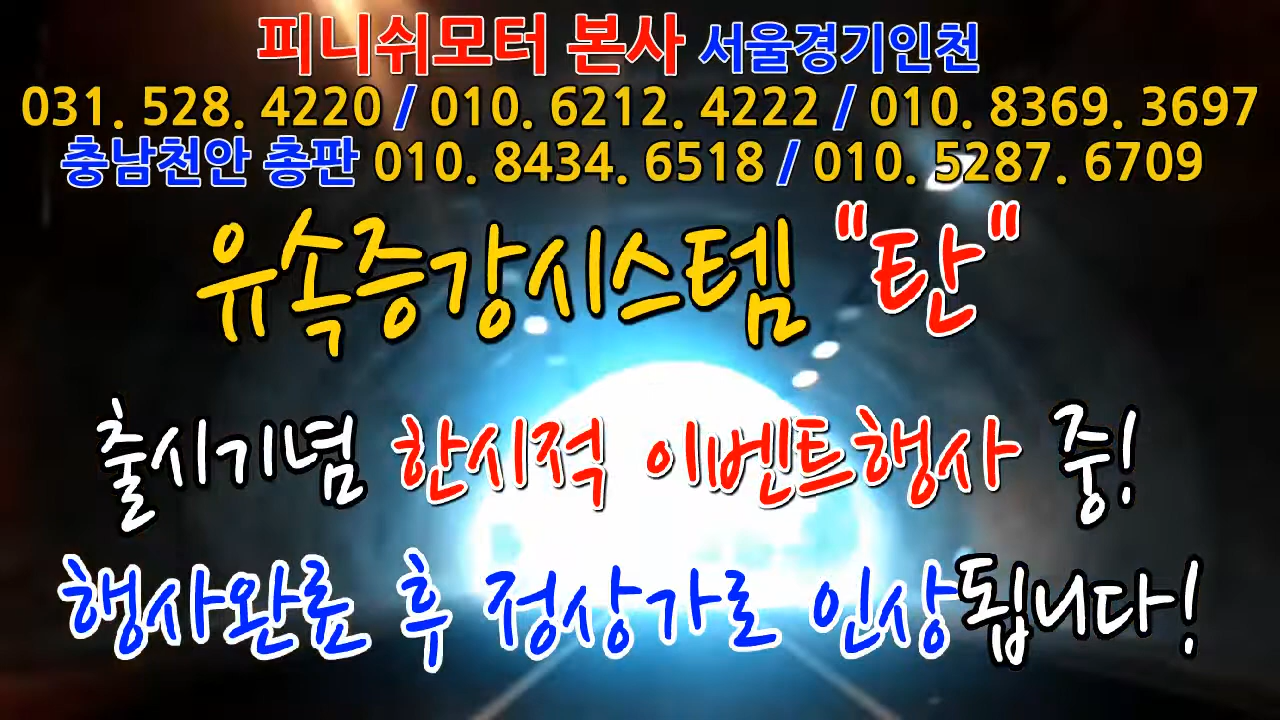 피니쉬모터 본사 서울경기인천
031. 528. 4220 / 010. 6212. 4222 / 010. 8369. 3697
충남천안 총판 010. 8434. 6518 / 010. 5287. 6709
유속증강시스템 "탄"
출시기념 한시적 이벤트행사 중!
행사완료 후 정상가로 인상됩니다!